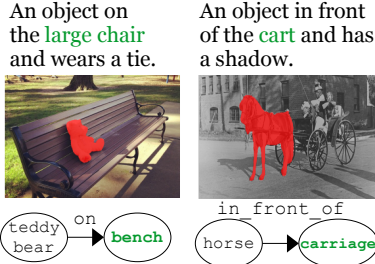 An object on
the large chair
and wears a tie.
An object in front
of the cart and has
a shadow.
teddy
bear
on
bench
in_front_of
horse
carriage